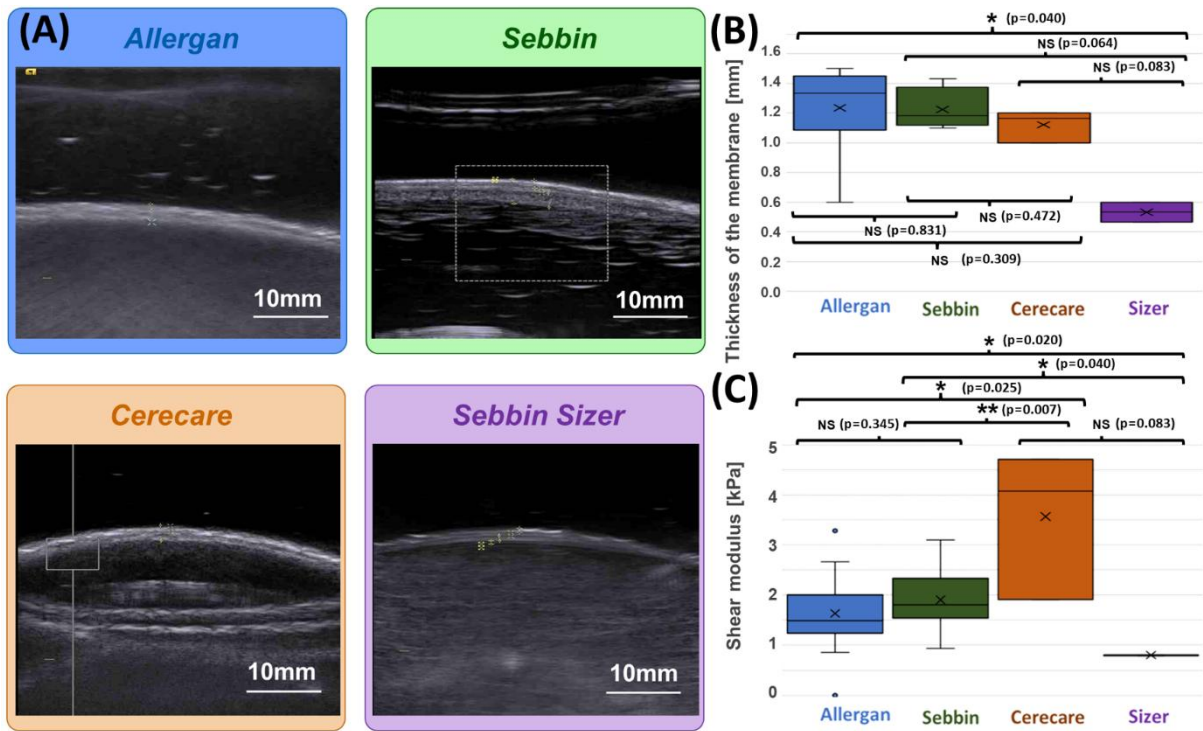 (A)
Allergan
10mm
Sebbin
10mm
Cerecare
10mm
Sebbin Sizer
10mm
(B)
* (p=0.040)
NS (p=0.064)
NS (p=0.083)
Thickness of the membrane [mm]
1.6
1.4
1.2
1.0
0.8
0.6
0.4
0.2
0.0
NS (p=0.472)
NS (p=0.831)
NS (p=0.309)
Allergan
Sebbin
Cerecare
Sizer
(C)
* (p=0.020)
* (p=0.040)
* (p=0.025)
** (p=0.007)
NS (p=0.345)
NS (p=0.083)
Shear modulus [kPa]
5
4
3
2
1
0
Allergan
Sebbin
Cerecare
Sizer